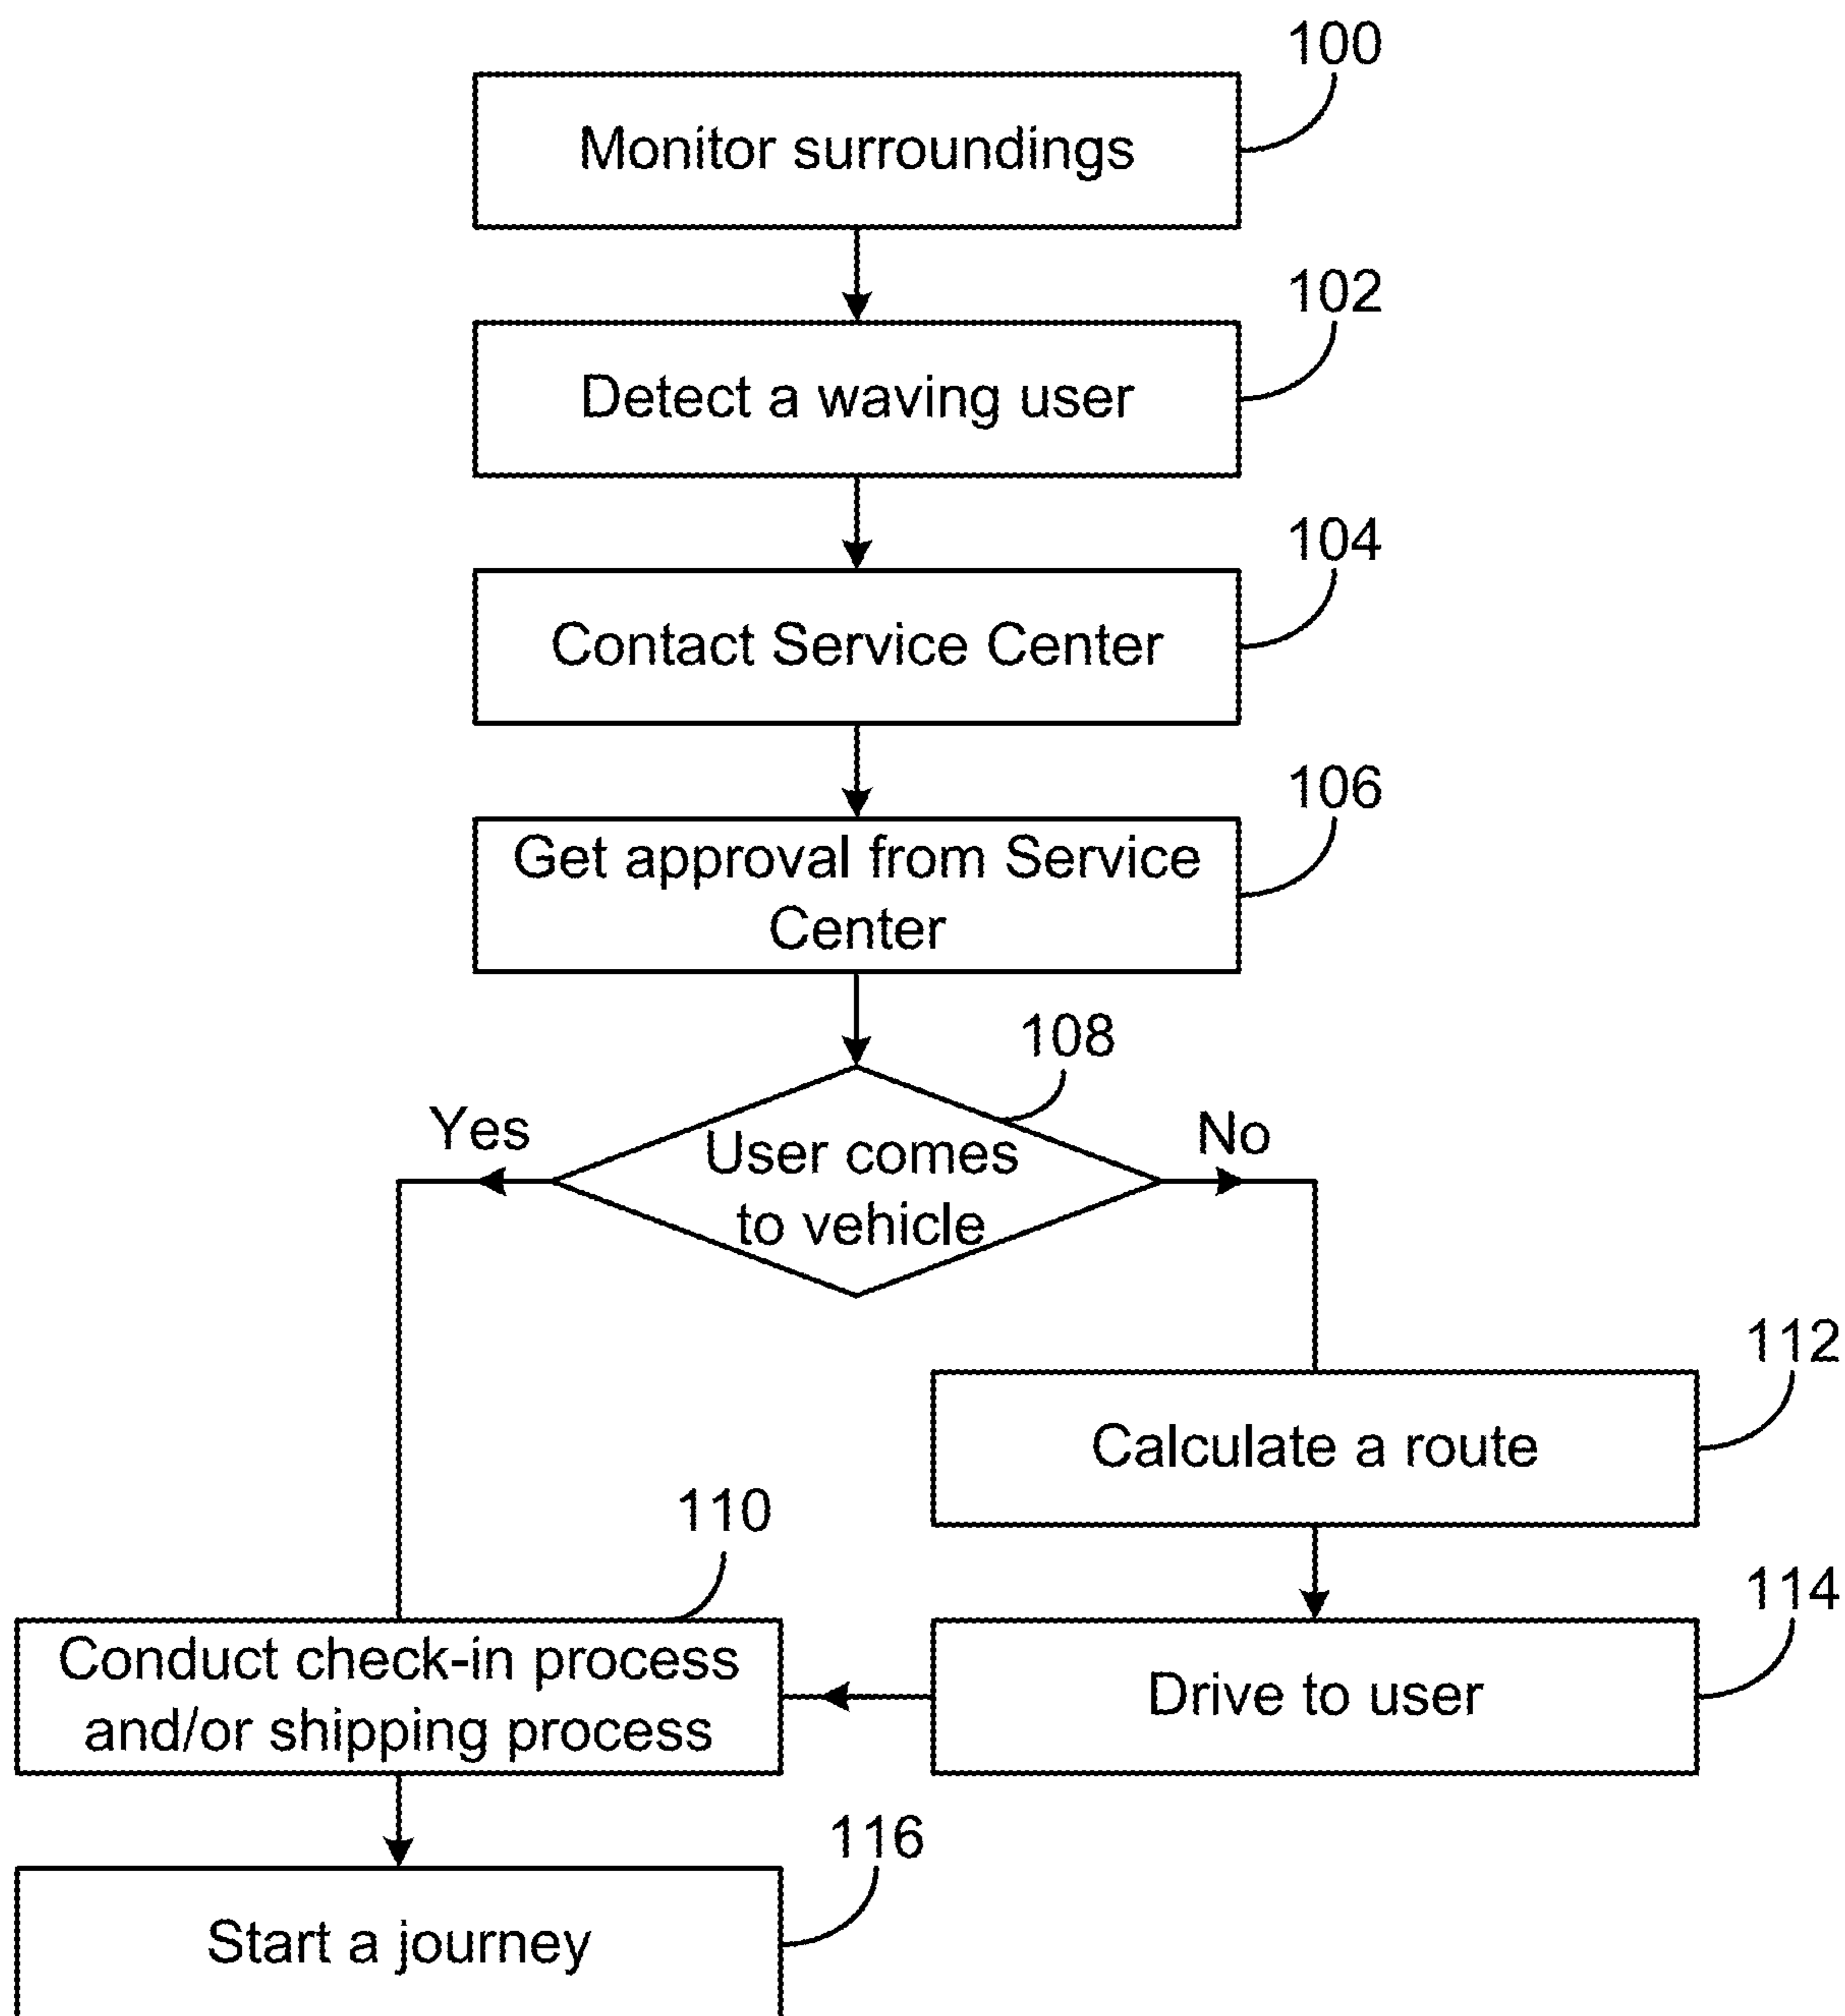 100
Monitor surroundings
102
Detect a waving user
104
Contact Service Center
106
Get approval from Service
Center
108
Yes
No
User comes
to vehicle
112
Calculate a route
110
114
Conduct check-in process
and/or shipping process
Drive to user
116
Start a journey